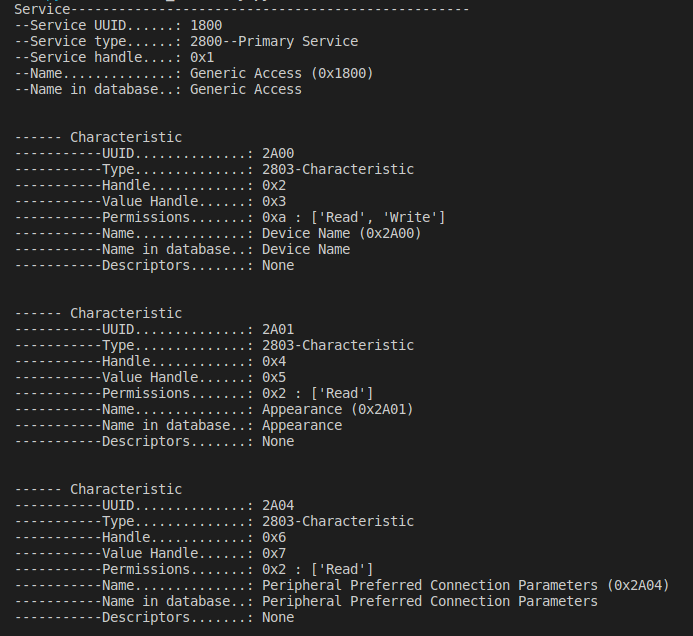 Service--------------------------------------------------
--Service UUID......: 1800
--Service type......: 2800--Primary Service
--Service handle....: 0x1
--Name..............: Generic Access (0x1800)
--Name in database..: Generic Access
------ Characteristic
-----------UUID..............: 2A00
-----------Type..............: 2803-Characteristic
-----------Handle............: 0x2
-----------Value Handle......: 0x3
-----------Permissions.......: 0xa : ['Read', 'Write']
-----------Name..............: Device Name (0x2A00)
-----------Name in database..: Device Name
-----------Descriptors.......: None
------ Characteristic
-----------UUID..............: 2A01
-----------Type..............: 2803-Characteristic
-----------Handle............: 0x4
-----------Value Handle......: 0x5
-----------Permissions.......: 0x2 : ['Read']
-----------Name..............: Appearance (0x2A01)
-----------Name in database..: Appearance
-----------Descriptors.......: None
------ Characteristic
-----------UUID..............: 2A04
-----------Type..............: 2803-Characteristic
-----------Handle............: 0x6
-----------Value Handle......: 0x7
-----------Permissions.......: 0x2 : ['Read']
-----------Name..............: Peripheral Preferred Connection Parameters (0x2A04)
-----------Name in database..: Peripheral Preferred Connection Parameters
-----------Descriptors.......: None